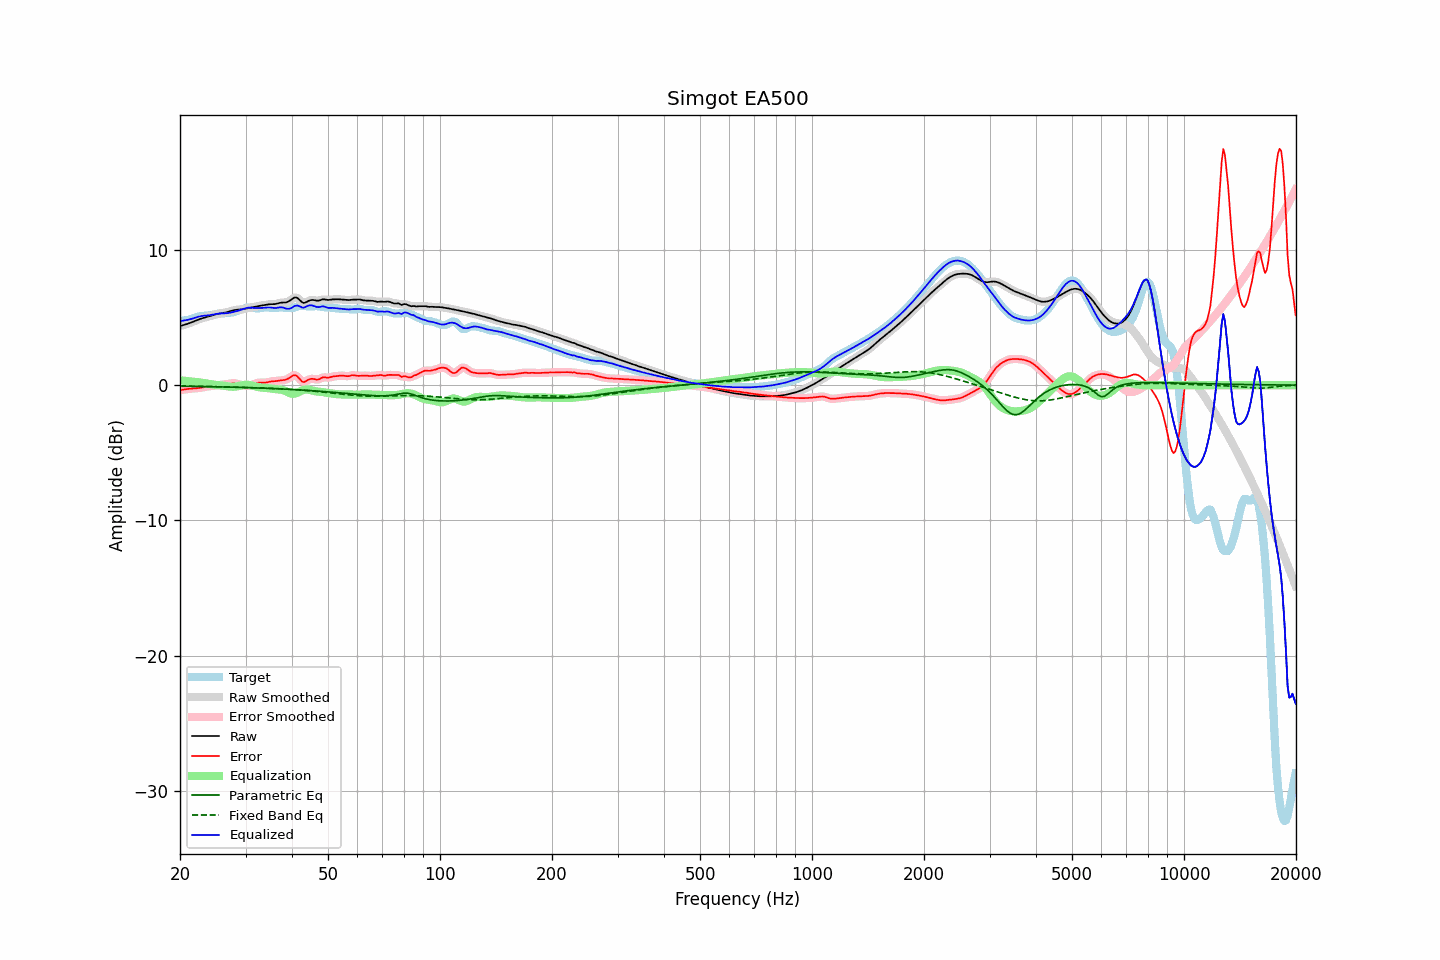 Simgot EA500
Amplitude (dBr)
10
0
−10
−20
−30
Target
Raw Smoothed
Error Smoothed
Raw
Error
Equalization
Parametric Eq
Fixed Band Eq
Equalized
20 50 100 200 500 1000 2000 5000 10000 20000
Frequency (Hz)